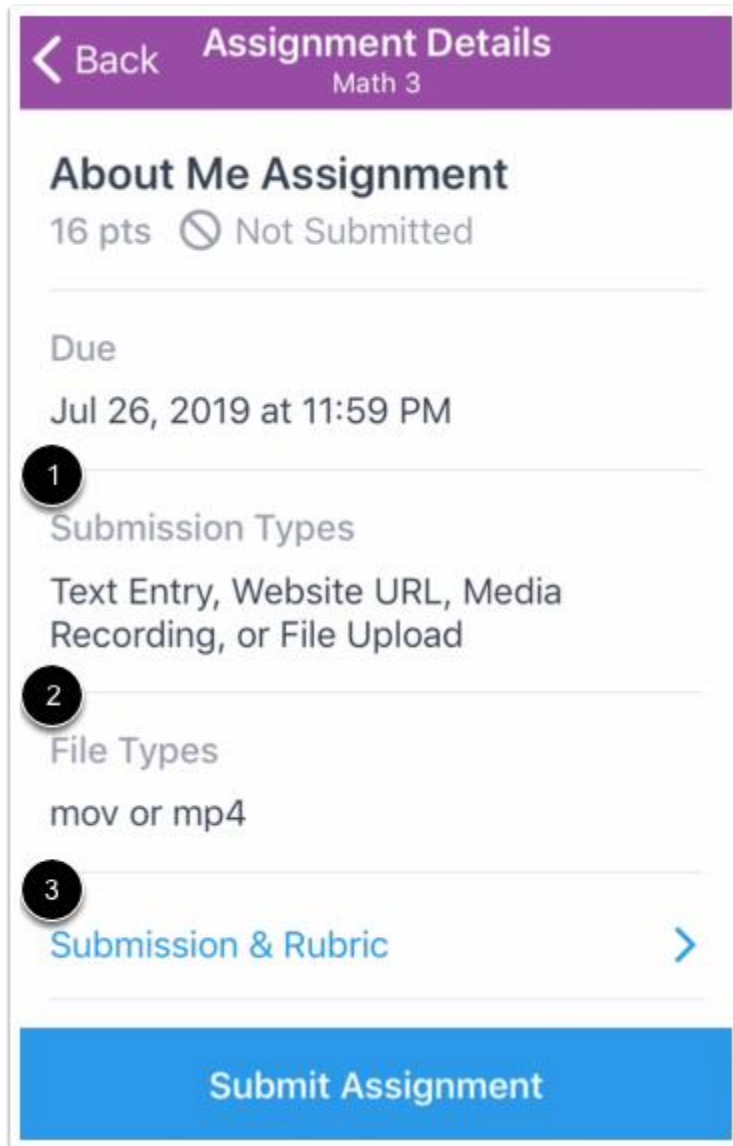 Back
Assignment Details
Math 3
About Me Assignment
16 pts Not Submitted
Due
Jul 26, 2019 at 11:59 PM
1
Submission Types
Text Entry, Website URL, Media
Recording, or File Upload
2
File Types
mov or mp4
3
Submission & Rubric
Submit Assignment